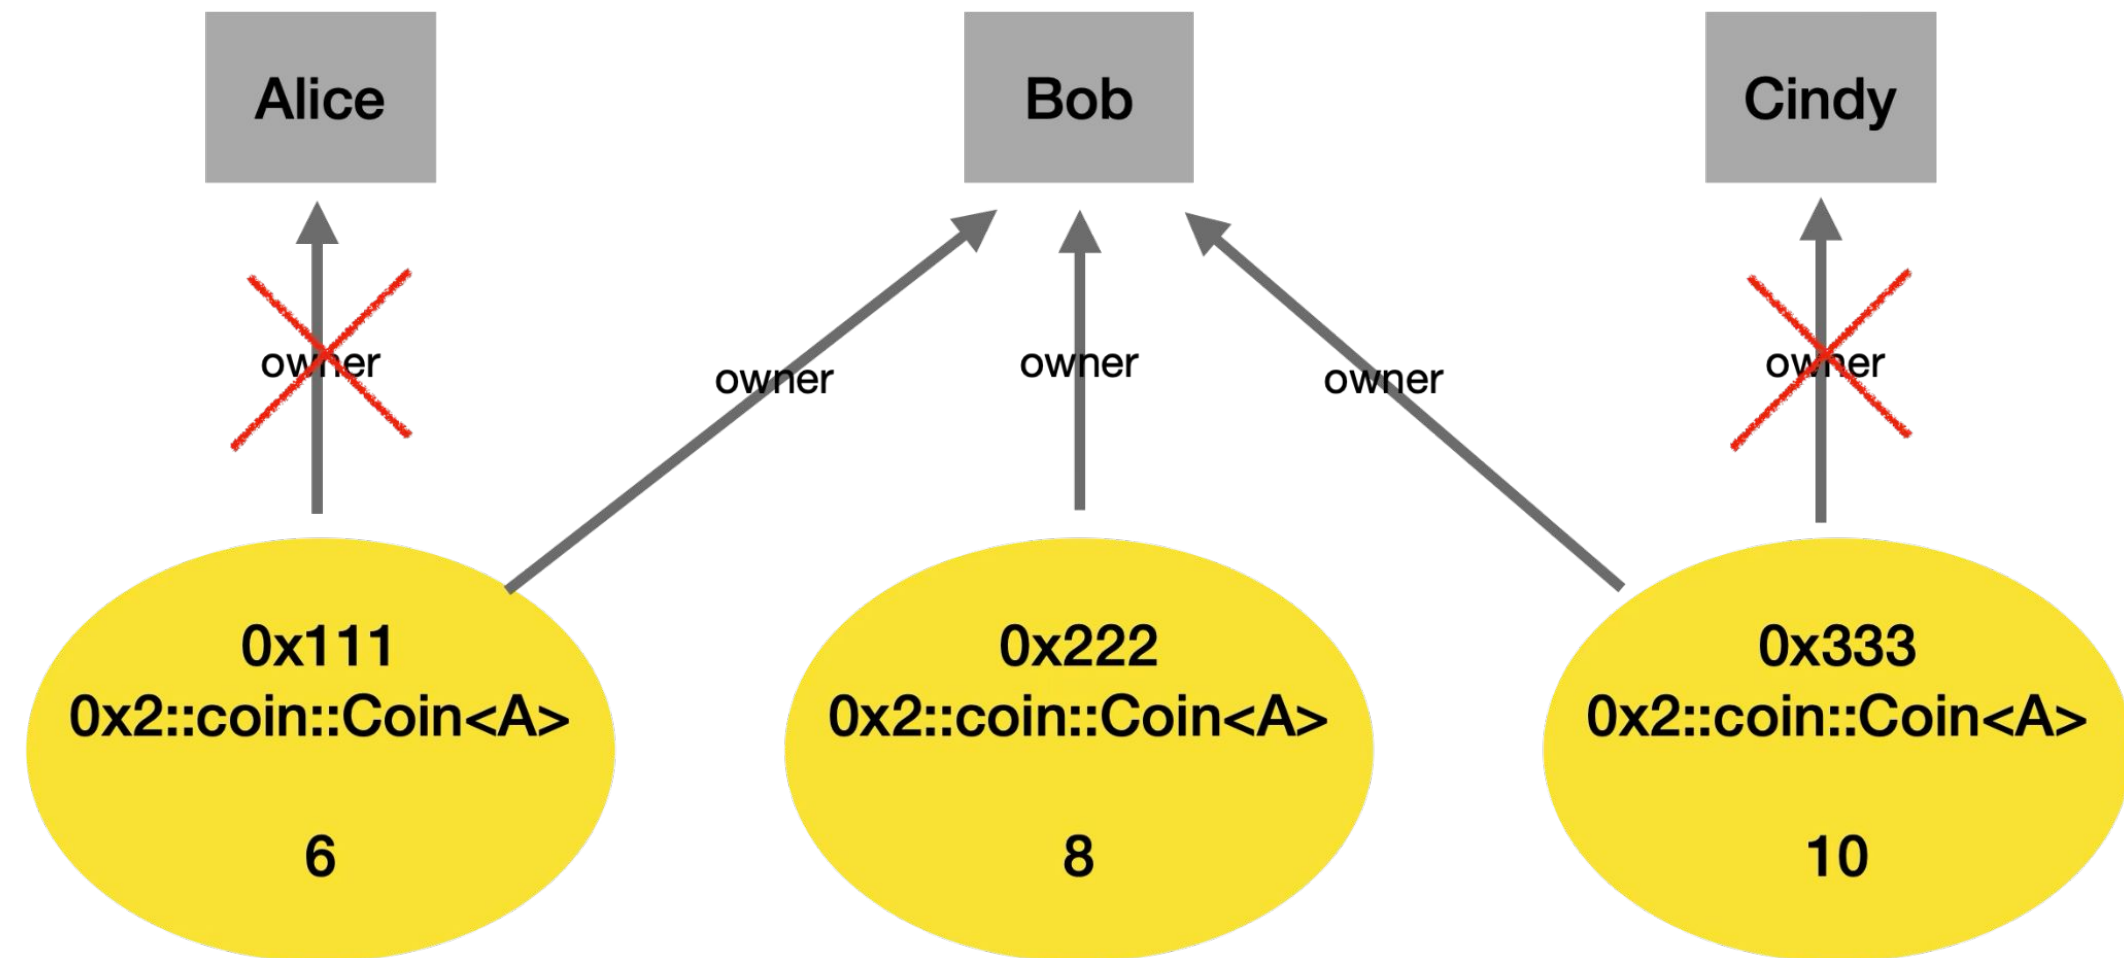 Alice
Bob
Cindy
owner
owner
owner
owner
owner
0x111
0x2::coin::Coin<A>
6
0x222
0x2::coin::Coin<A>
8
0x333
0x2::coin::Coin<A>
10